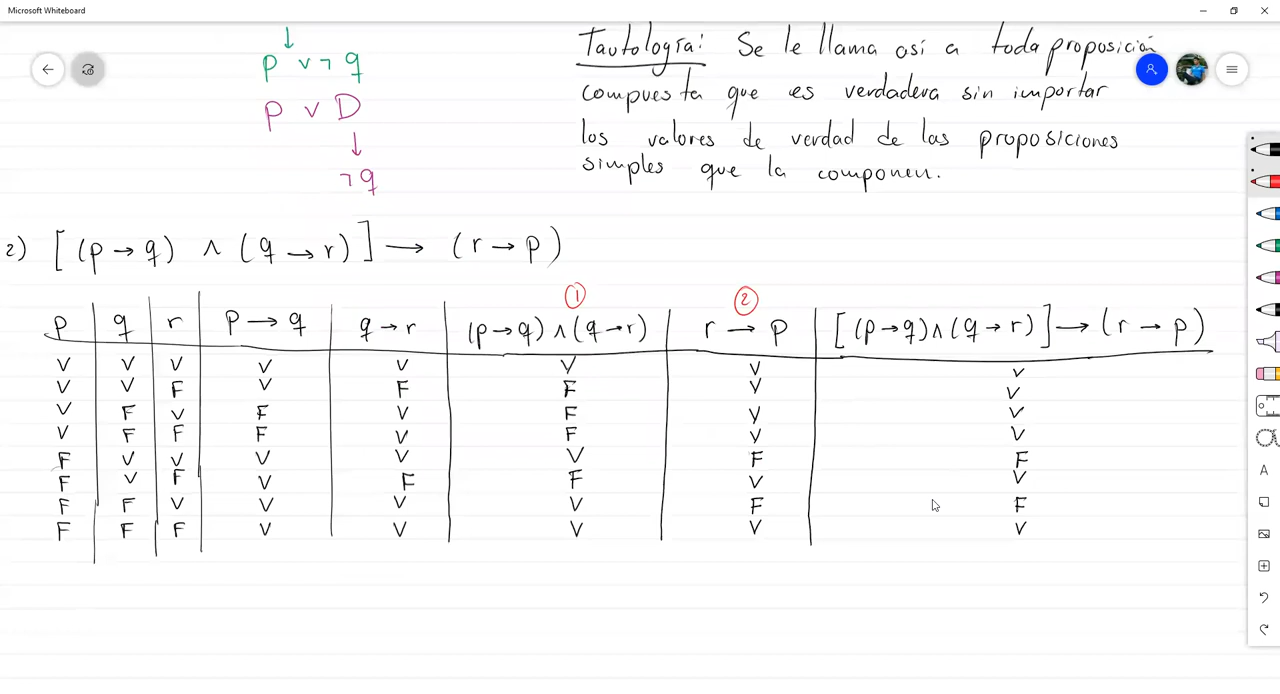 Microsoft Whiteboard
↓
p ∨ ¬ q
p ∨ D
↓
¬q
Tautología: Se le llama así a toda proposición
compuesta que es verdadera sin importar
los valores de verdad de las proposiciones
simples que la componen.
2) [(p → q) ∧ (q → r)] → (r → p)
① ②
p q r p → q q → r (p → q) ∧ (q → r) r → p [(p → q) ∧ (q → r)] → (r → p)
V V V V V V V V
V V F V F F V V
V F V F V F V V
V F F F V F V V
F V V V V V F F
F V F V F F V V
F F V V V V F F
F F F V V V V V
A